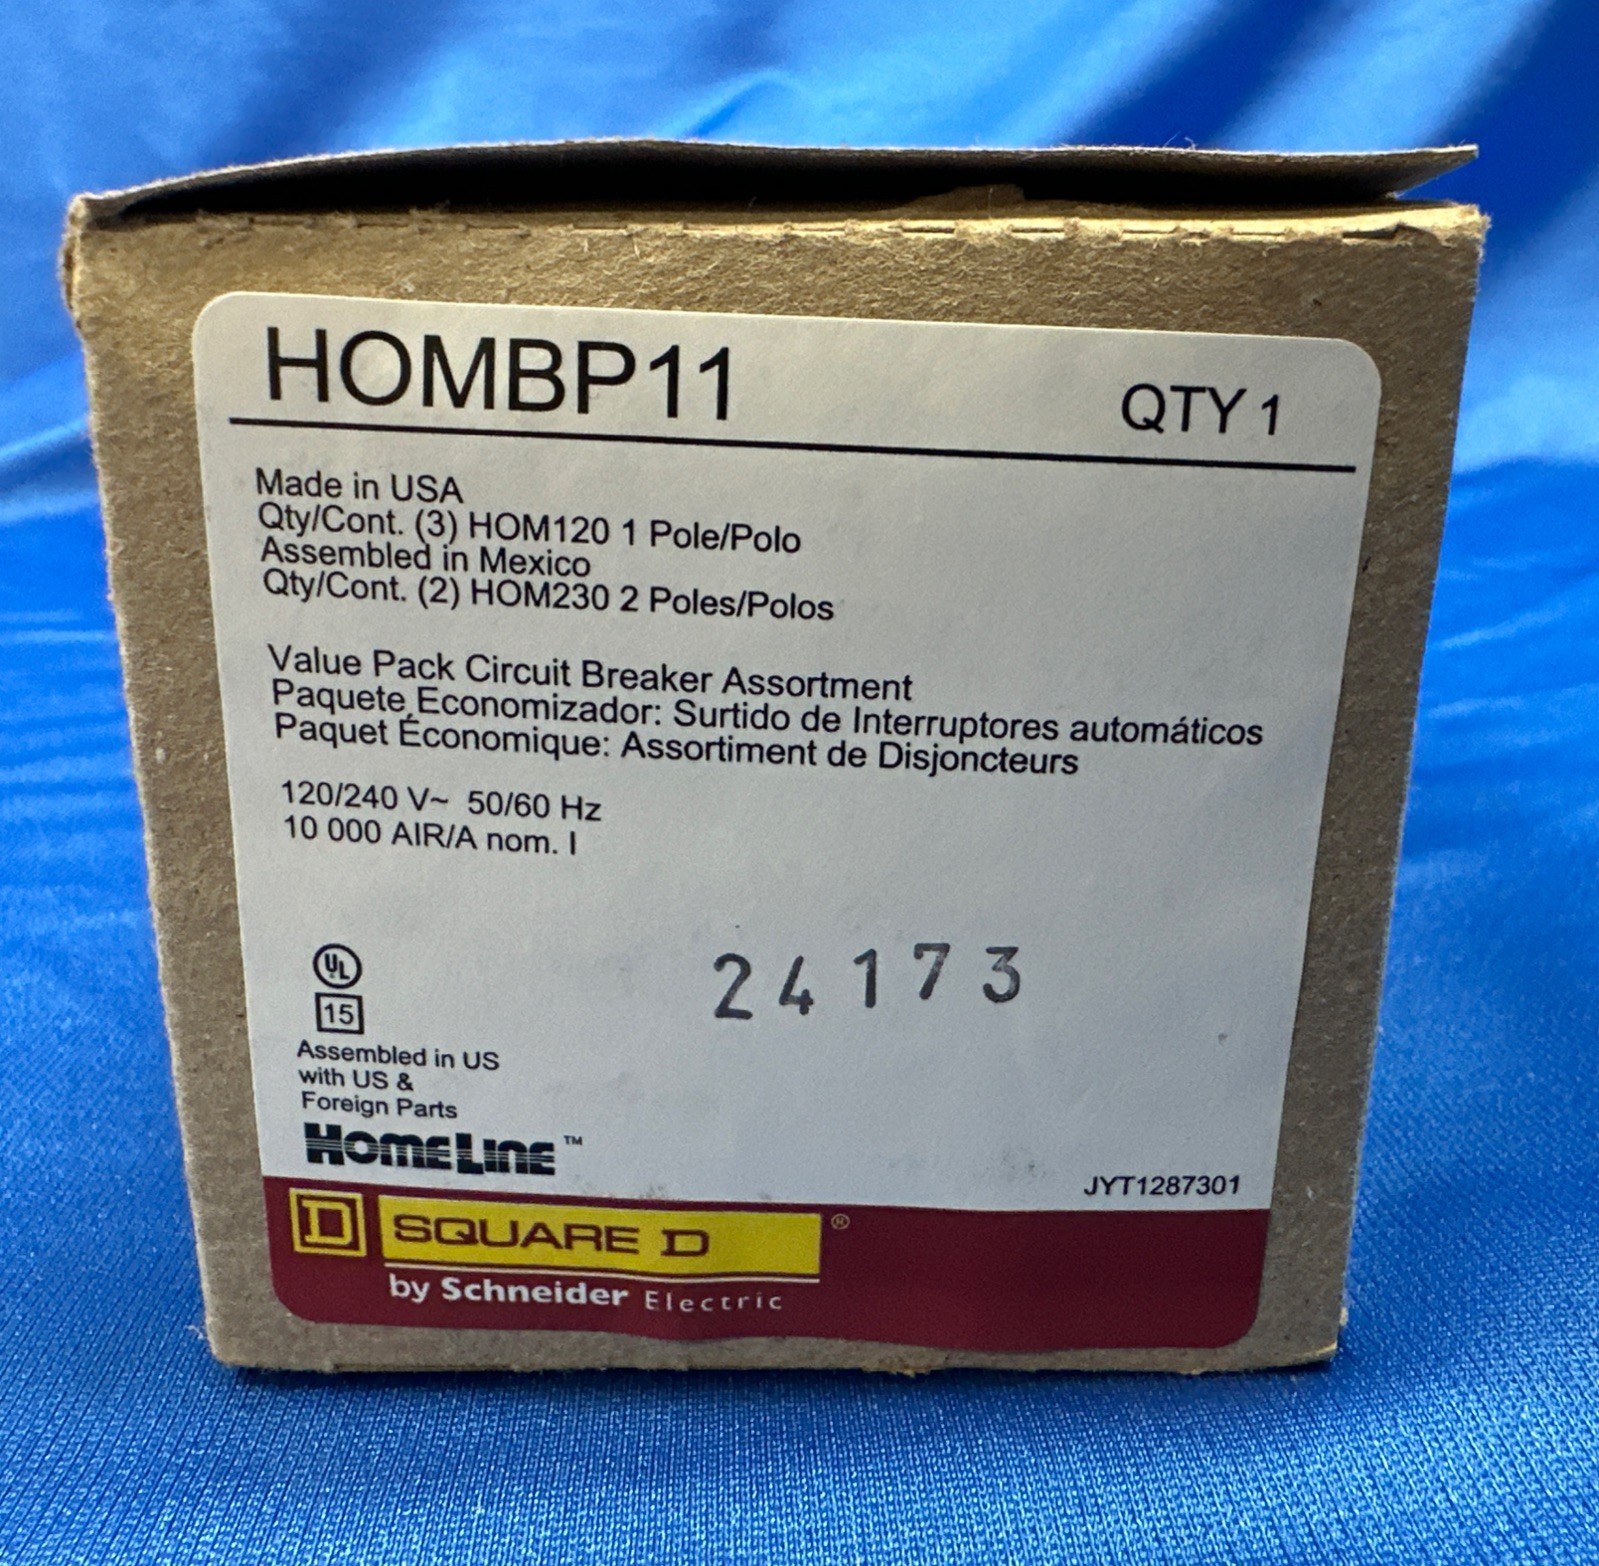 HOMBP11
QTY 1
Made in USA
Qty/Cont. (3) HOM120 1 Pole/Polo
Assembled in Mexico
Qty/Cont. (2) HOM230 2 Poles/Polos
Value Pack Circuit Breaker Assortment
Paquete Economizador: Surtido de Interruptores automáticos
Paquet Économique: Assortiment de Disjoncteurs
120/240 V~ 50/60 Hz
10 000 AIR/A nom. I
UL
15
24173
Assembled in US
with US &
Foreign Parts
HOMELINE™
JYT1287301
D SQUARE D®
by Schneider Electric